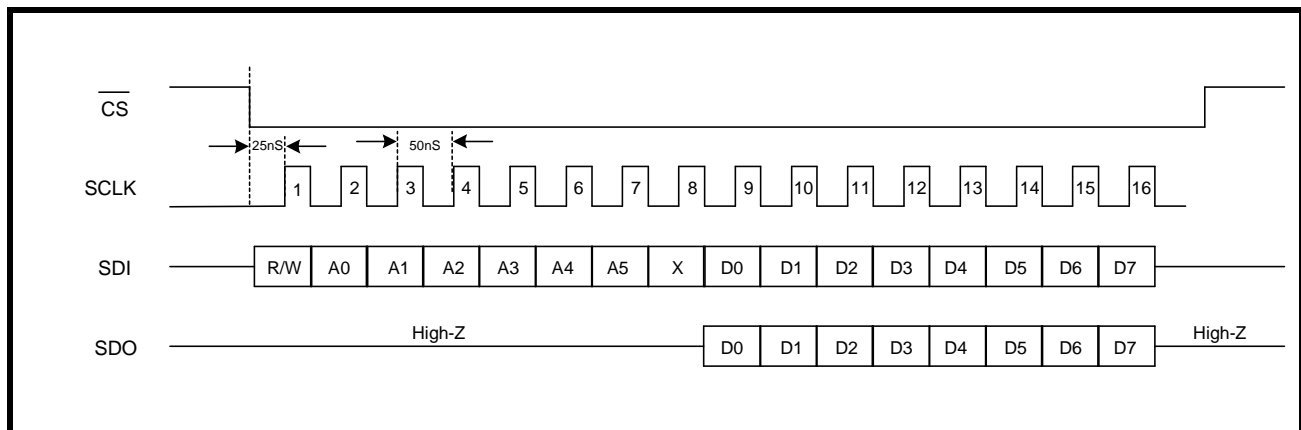 CS
25nS 50nS
SCLK 1 2 3 4 5 6 7 8 9 10 11 12 13 14 15 16
SDI R/W A0 A1 A2 A3 A4 A5 X D0 D1 D2 D3 D4 D5 D6 D7
High-Z High-Z
SDO D0 D1 D2 D3 D4 D5 D6 D7